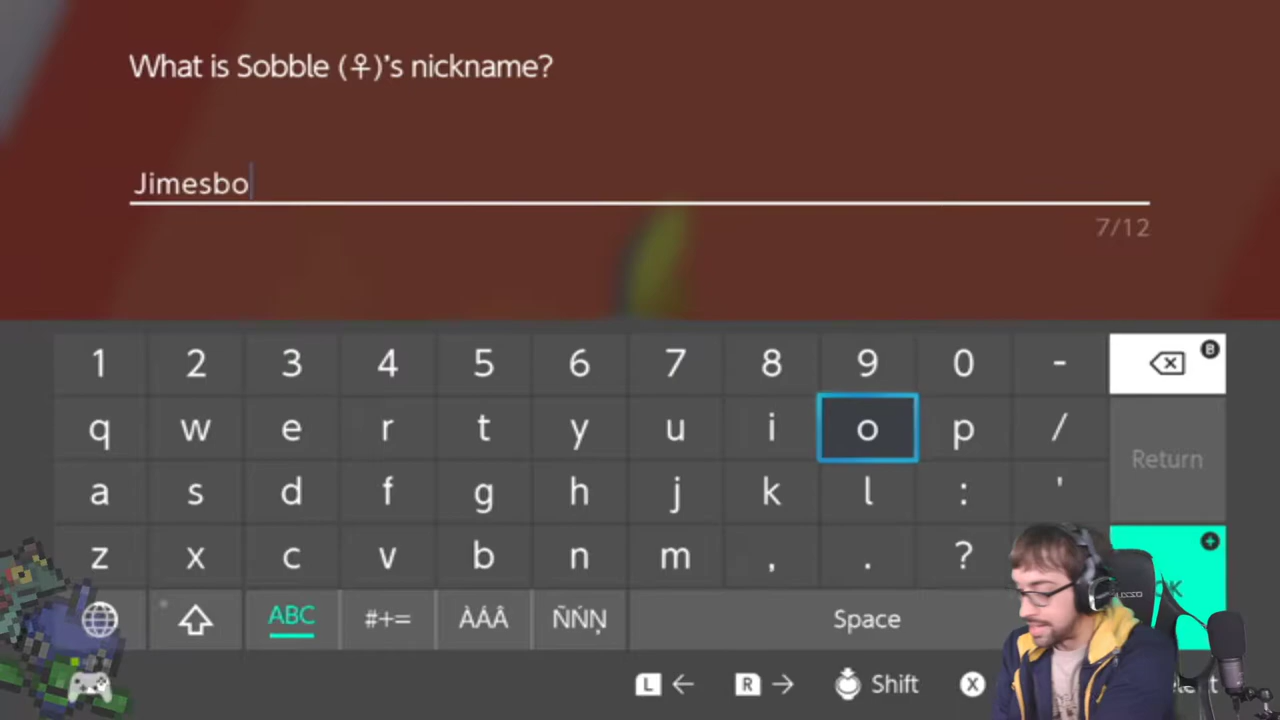 What is Sobble (♀)'s nickname?
Jimesbo
7/12
1 2 3 4 5 6 7 8 9 0 -
B
q w e r t y u i o p /
Return
a s d f g h j k l : '
z x c v b n m , . ?
ABC #+= ÀÁÂ ÑŃŅ Space
L ← R → Shift X